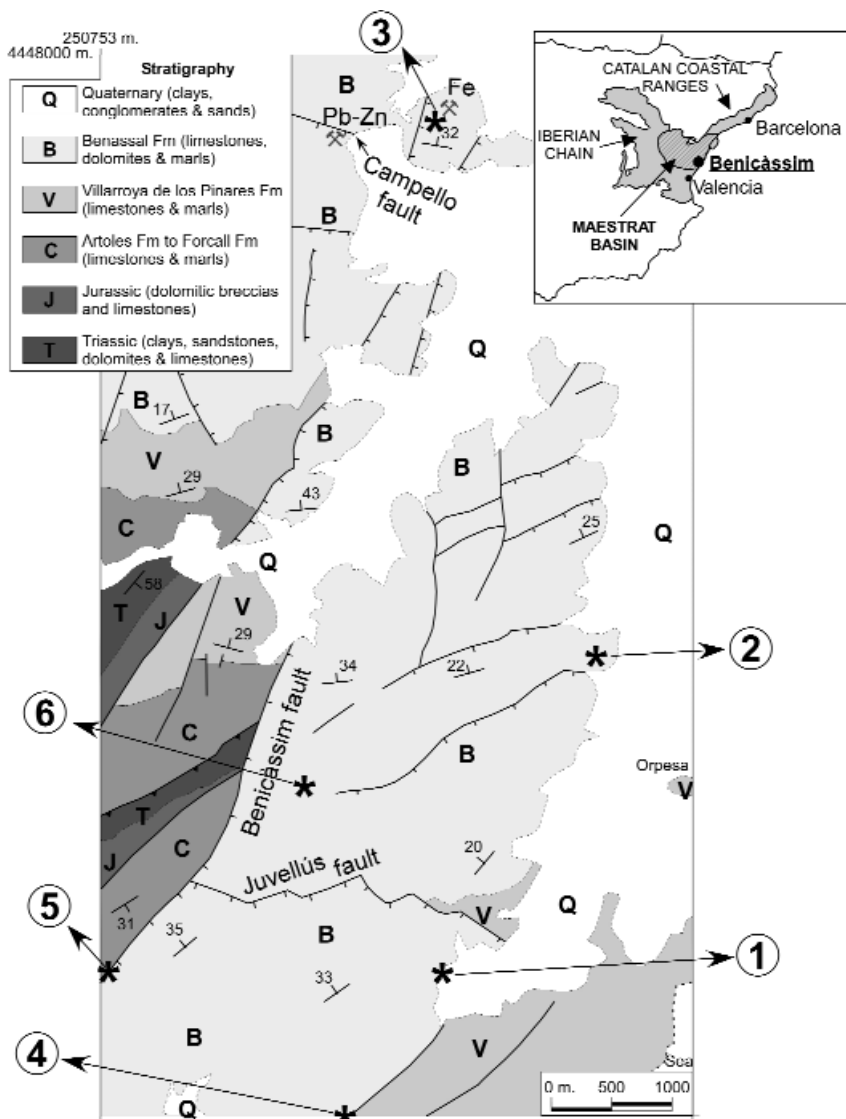 250753 m.
4448000 m.
Stratigraphy
Q Quaternary (clays, conglomerates & sands)
B Benassal Fm (limestones, dolomites & marls)
V Villarroya de los Pinares Fm (limestones & marls)
C Artoles Fm to Forcall Fm (limestones & marls)
J Jurassic (dolomitic breccias and limestones)
T Triassic (clays, sandstones, dolomites & limestones)
3
B
Fe
Pb-Zn
32
Campello fault
B
CATALAN COASTAL RANGES
IBERIAN CHAIN
Barcelona
Benicàssim
Valencia
MAESTRAT BASIN
Q
B
17
B
V
29
43
B
C
25
Q
Q
58
T
J
V
29
34
22
2
6
C
Benicàssim fault
B
Orpesa
V
T
J
C
20
Juvellús fault
5
31
35
B
V
Q
33
1
4
B
V
Q
Sca
0 m. 500 1000